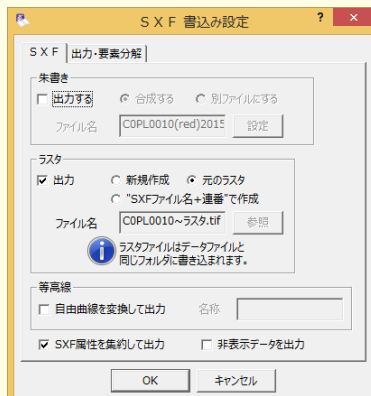 SXF 書込み設定 ? ×
SXF 出力・要素分解
朱書き
出力する 合成する 別ファイルにする
ファイル名 C0PL0010(red)2015 設定
ラスタ
出力 新規作成 元のラスタ
"SXFファイル名+連番"で作成
ファイル名 C0PL0010~ラスタ.tif 参照
ラスタファイルはデータファイルと
同じフォルダに書き込まれます。
等高線
自由曲線を変換して出力 名称
SXF属性を集約して出力 非表示データを出力
OK キャンセル